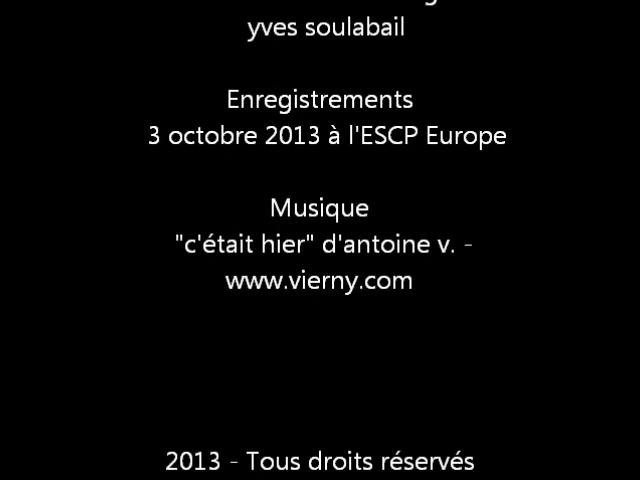 yves soulabail
Enregistrements
3 octobre 2013 à l'ESCP Europe
Musique
"c'était hier" d'antoine v. -
www.vierny.com
2013 - Tous droits réservés